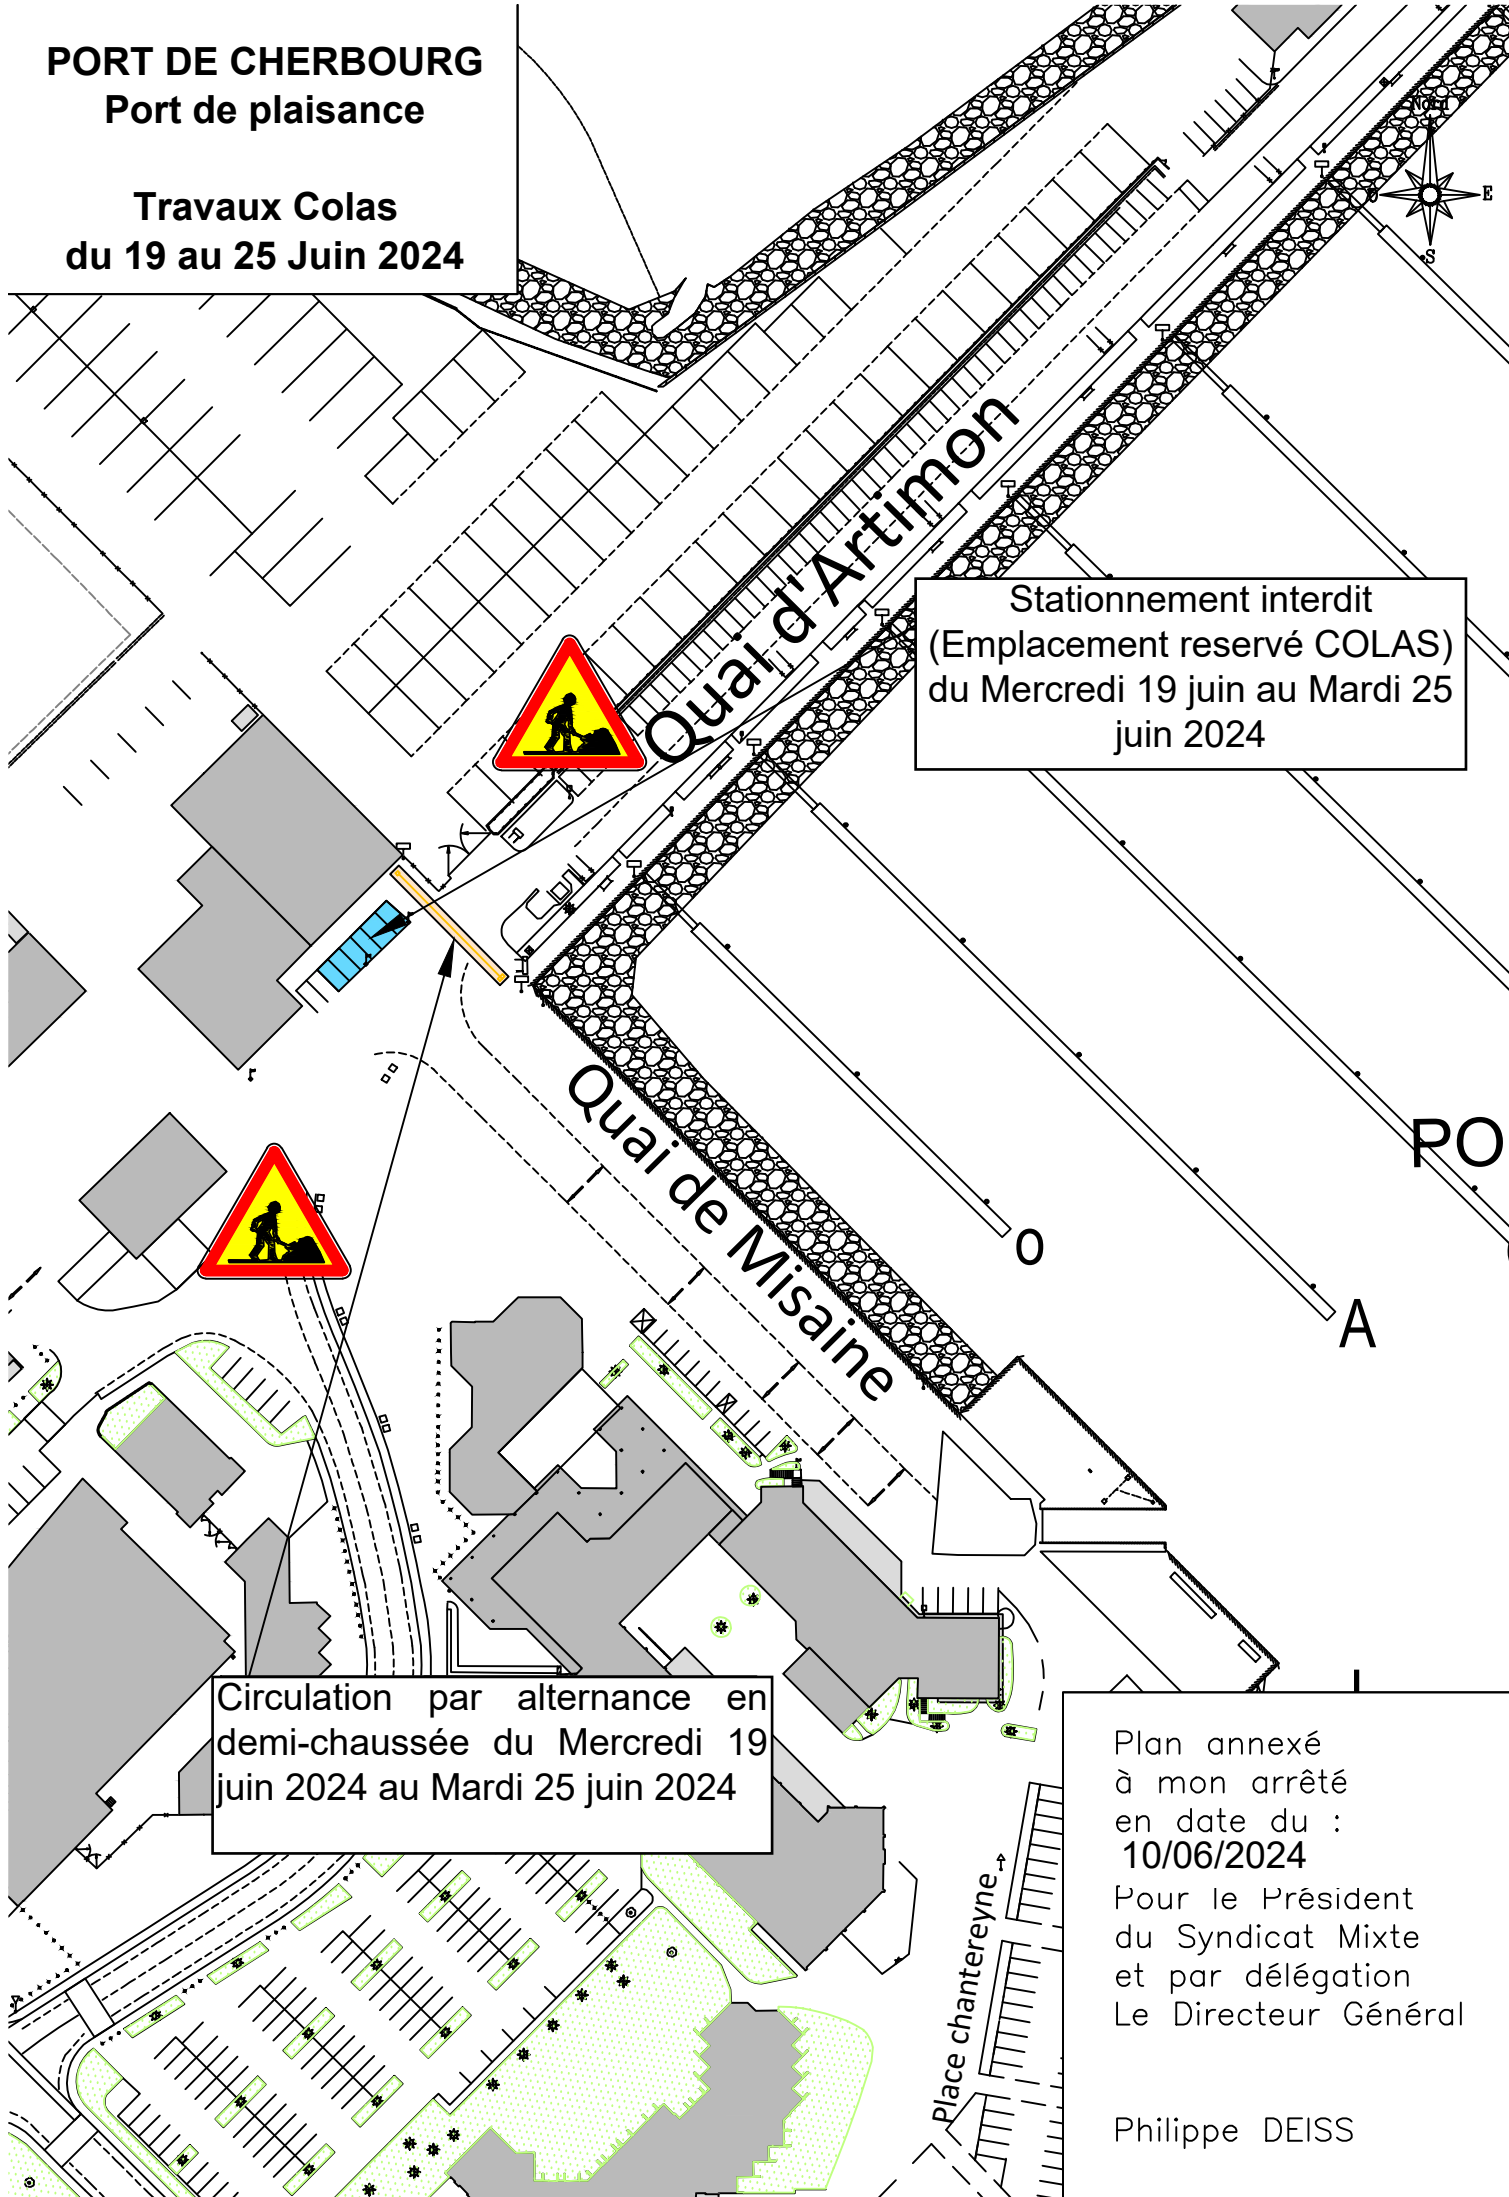 PORT DE CHERBOURG
Port de plaisance
Travaux Colas
du 19 au 25 Juin 2024
Nord
O
E
S
Quai d'Artimon
Stationnement interdit
(Emplacement reservé COLAS)
du Mercredi 19 juin au Mardi 25
juin 2024
Quai de Misaine
PO
O
A
Circulation par alternance en
demi-chaussée du Mercredi 19
juin 2024 au Mardi 25 juin 2024
Place chantereyne
Plan annexé
à mon arrêté
en date du :
10/06/2024
Pour le Président
du Syndicat Mixte
et par délégation
Le Directeur Général
Philippe DEISS